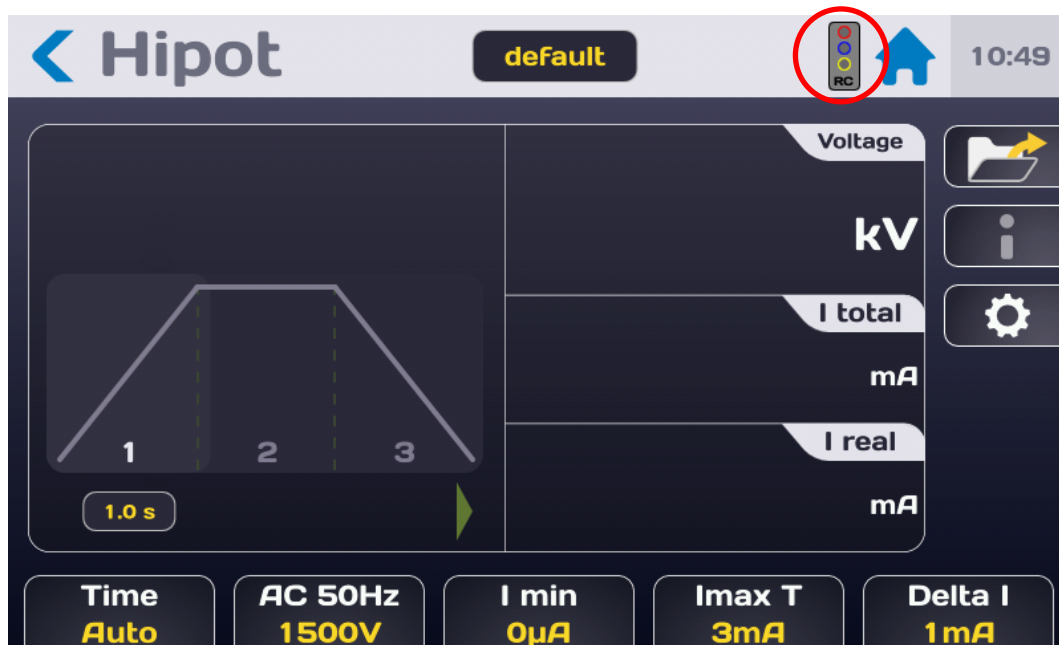 Hipot
default
RC
10:49
Voltage
kV
I total
mA
I real
mA
1
2
3
1.0 s
Time
Auto
AC 50Hz
1500V
I min
0µA
Imax T
3mA
Delta I
1mA